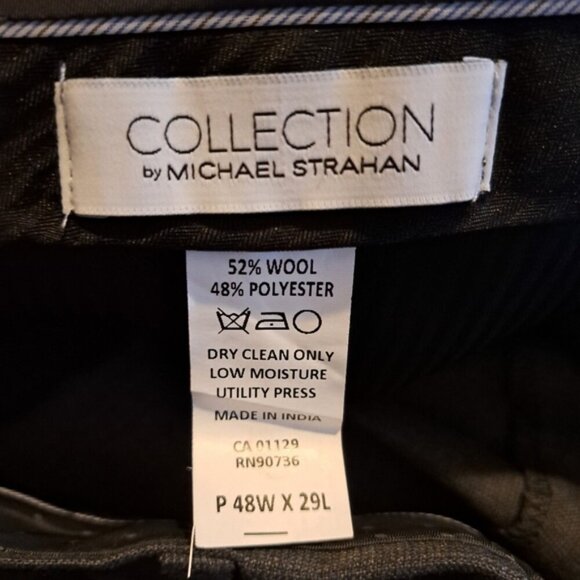 COLLECTION
by MICHAEL STRAHAN
52% WOOL
48% POLYESTER
DRY CLEAN ONLY
LOW MOISTURE
UTILITY PRESS
MADE IN INDIA
CA 01129
RN90736
P 48W X 29L